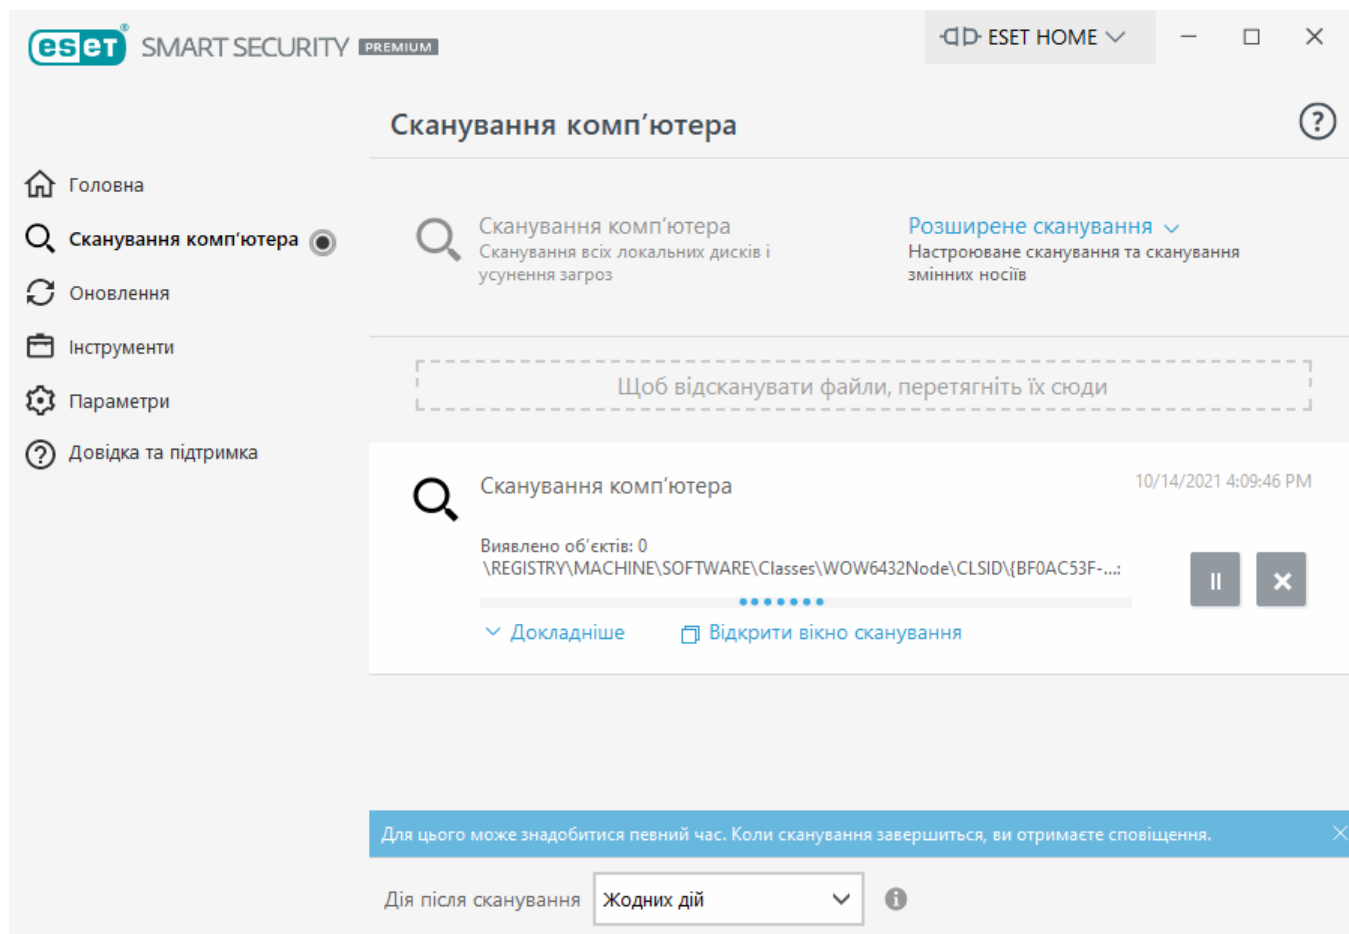 eset® SMART SECURITY PREMIUM
ESET HOME
Сканування комп’ютера
?
Головна
Сканування комп’ютера
Оновлення
Інструменти
Параметри
Довідка та підтримка
Сканування комп’ютера
Сканування всіх локальних дисків і
усунення загроз
Розширене сканування
Настроюване сканування та сканування
змінних носіїв
Щоб відсканувати файли, перетягніть їх сюди
Сканування комп’ютера
10/14/2021 4:09:46 PM
Виявлено об’єктів: 0
\REGISTRY\MACHINE\SOFTWARE\Classes\WOW6432Node\CLSID\{BF0AC53F-...:
Докладніше
Відкрити вікно сканування
Для цього може знадобитися певний час. Коли сканування завершиться, ви отримаєте сповіщення.
Дія після сканування
Жодних дій